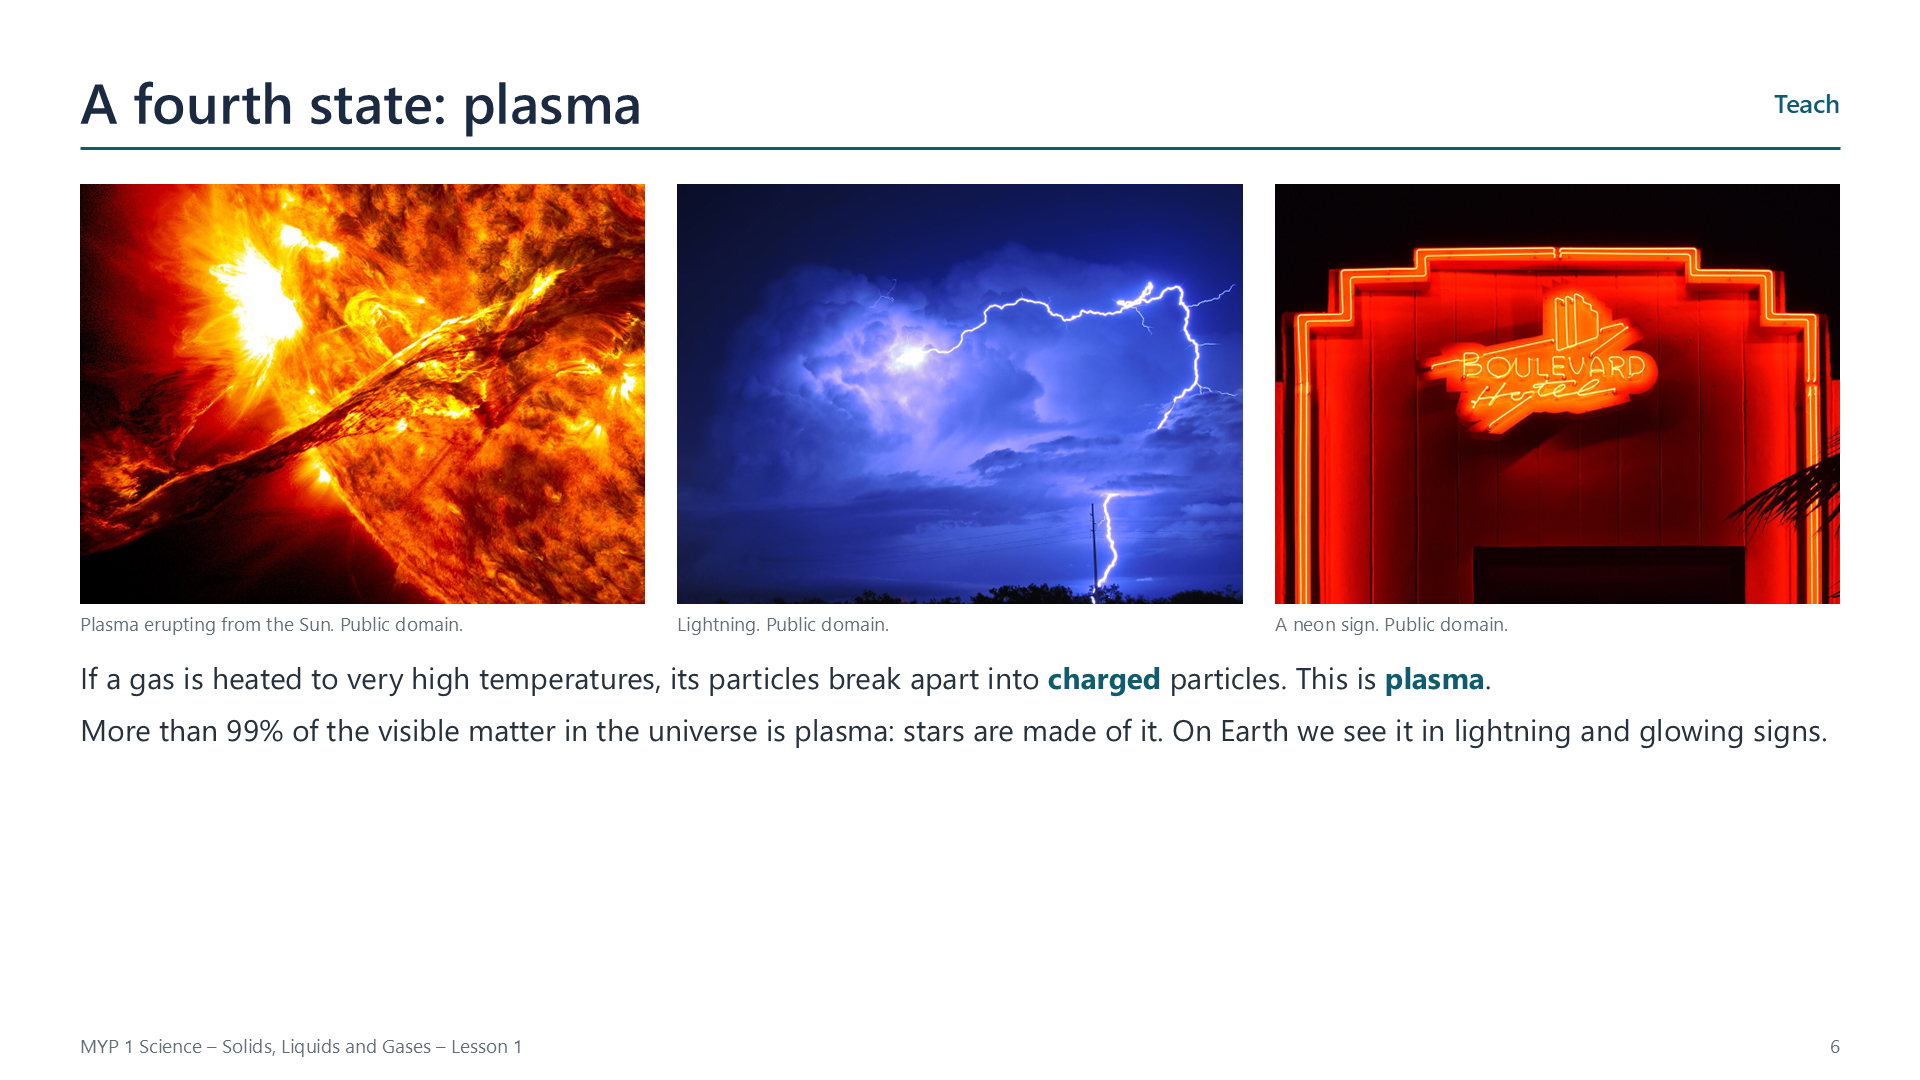 A fourth state: plasma
Teach
BOULEVARD
Hotel
Plasma erupting from the Sun. Public domain.
Lightning. Public domain.
A neon sign. Public domain.
If a gas is heated to very high temperatures, its particles break apart into charged particles. This is plasma.
More than 99% of the visible matter in the universe is plasma: stars are made of it. On Earth we see it in lightning and glowing signs.
MYP 1 Science – Solids, Liquids and Gases – Lesson 1
6